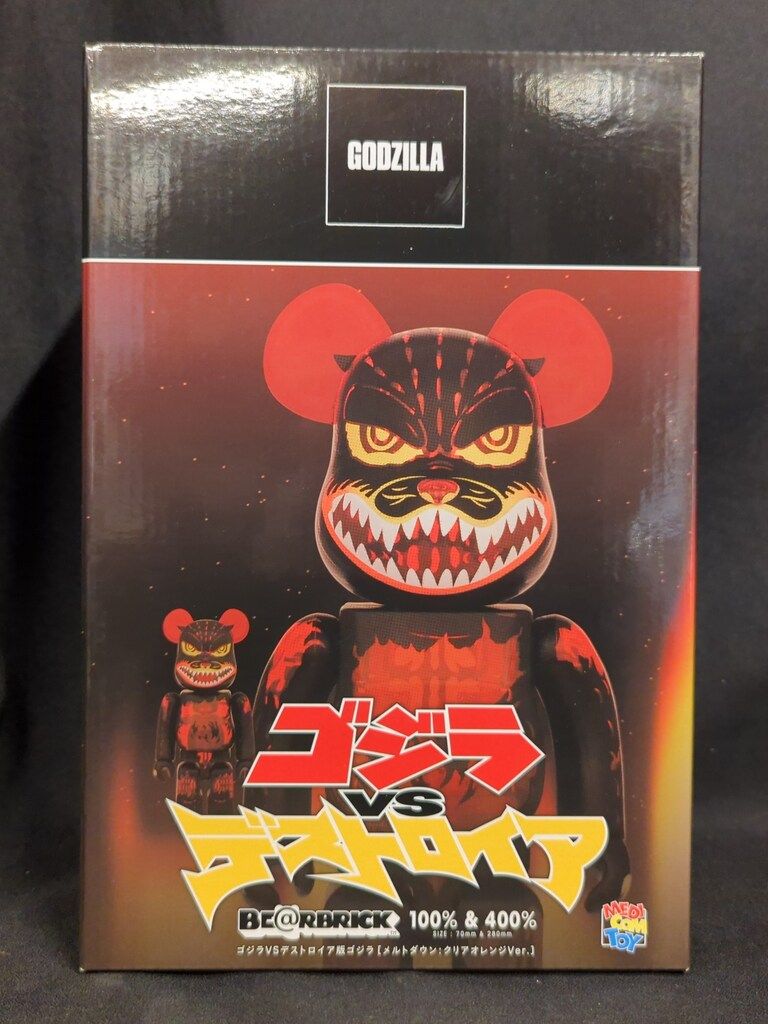 GODZILLA
ゴジラ
VS
デストロイア
BE@RBRICK 100% & 400%
SIZE : 70mm & 280mm
ゴジラVSデストロイア版ゴジラ [メルトダウン:クリアオレンジVer.]
MEDI
COM
TOY